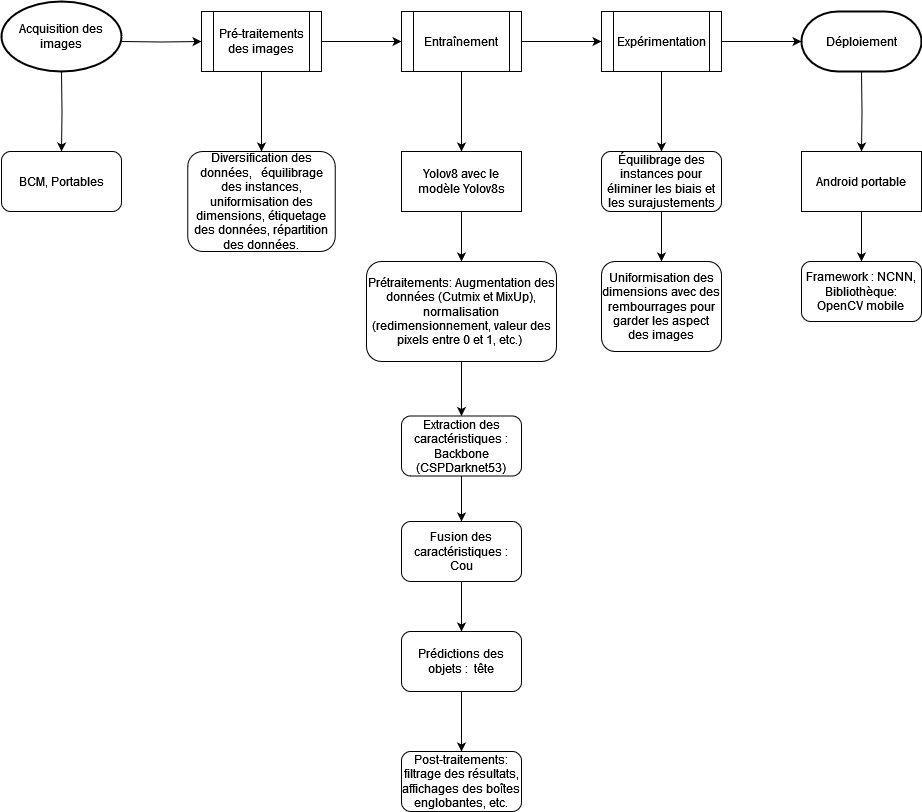 Acquisition des
images
Pré-traitements
des images
Entraînement
Expérimentation
Déploiement
BCM, Portables
Diversification des
données,   équilibrage
des instances,
uniformisation des
dimensions, étiquetage
des données, répartition
des données.
Yolov8 avec le
modèle Yolov8s
Équilibrage des
instances pour
éliminer les biais et
les surajustements
Android portable
Prétraitements: Augmentation des
données (Cutmix et MixUp),
normalisation
(redimensionnement, valeur des
pixels entre 0 et 1, etc.)
Uniformisation des
dimensions avec des
rembourrages pour
garder les aspect
des images
Framework : NCNN,
Bibliothèque:
OpenCV mobile
Extraction des
caractéristiques :
Backbone
(CSPDarknet53)
Fusion des
caractéristiques :
Cou
Prédictions des
objets :  tête
Post-traitements:
filtrage des résultats,
affichages des boîtes
englobantes, etc.